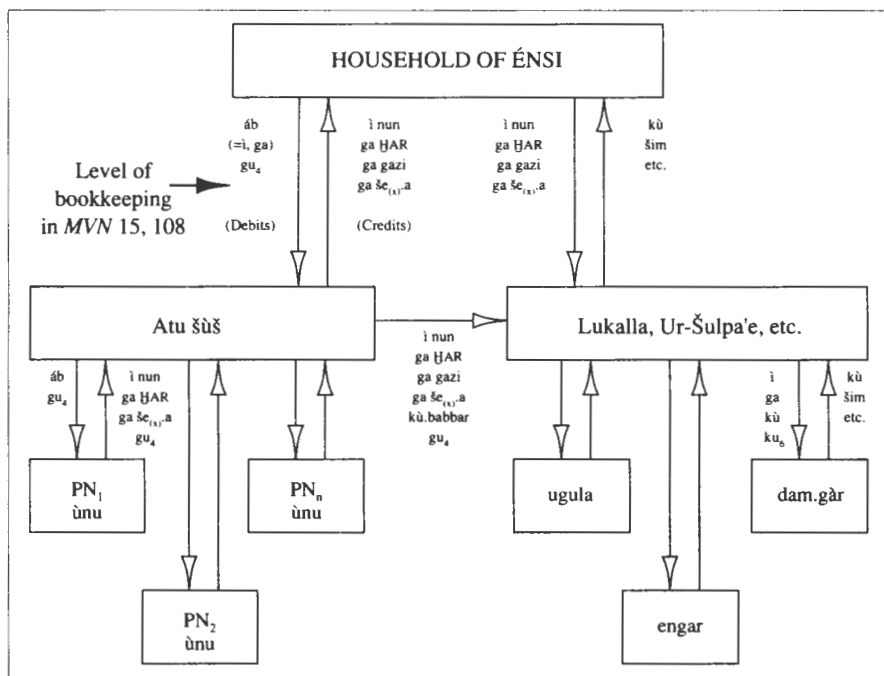 HOUSEHOLD OF ÉNSI
áb
(=ì, ga)
gu₄
(Debits)
ì nun
ga ḪAR
ga gazi
ga še₍ₓ₎.a
(Credits)
ì nun
ga ḪAR
ga gazi
ga še₍ₓ₎.a
kù
šim
etc.
Level of
bookkeeping
in MVN 15, 108
Atu šùš
Lukalla, Ur-Šulpa'e, etc.
ì nun
ga ḪAR
ga gazi
ga še₍ₓ₎.a
kù.babbar
gu₄
áb
gu₄
ì nun
ga ḪAR
ga še₍ₓ₎.a
gu₄
ì
ga
kù
ku₆
kù
šim
etc.
PN₁
ùnu
PNₙ
ùnu
ugula
dam.gàr
PN₂
ùnu
engar